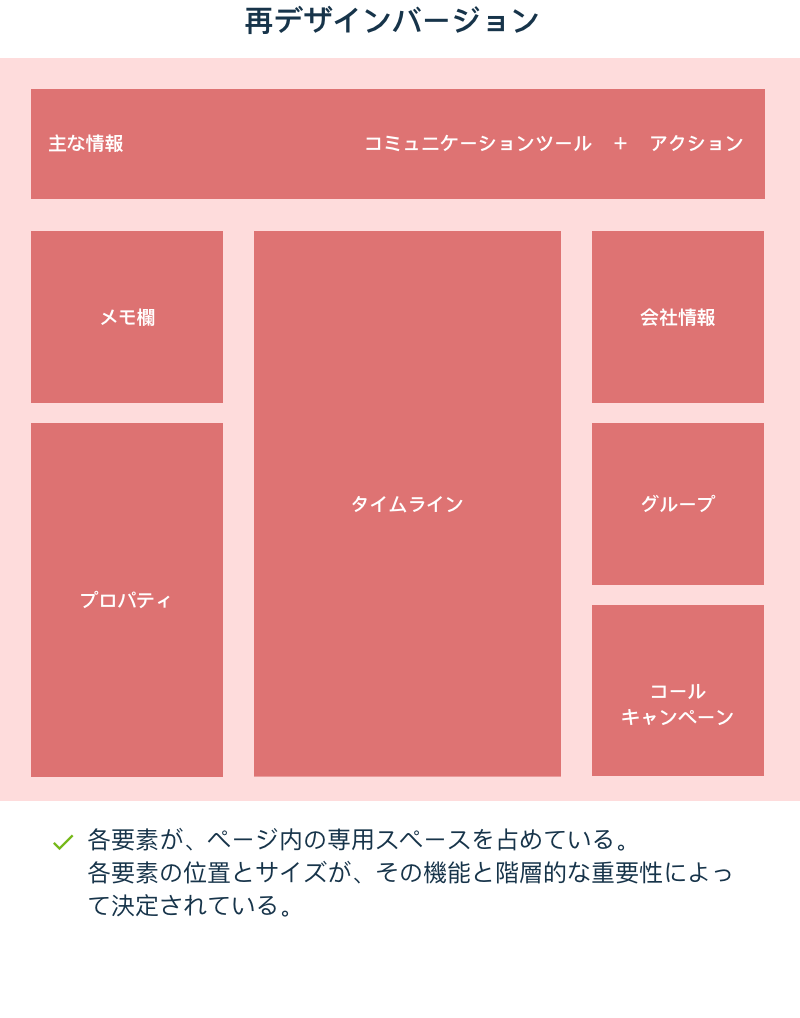 再デザインバージョン
主な情報
コミュニケーションツール ＋ アクション
メモ欄
会社情報
タイムライン
グループ
プロパティ
コール
キャンペーン
各要素が、ページ内の専用スペースを占めている。
各要素の位置とサイズが、その機能と階層的な重要性によっ
て決定されている。